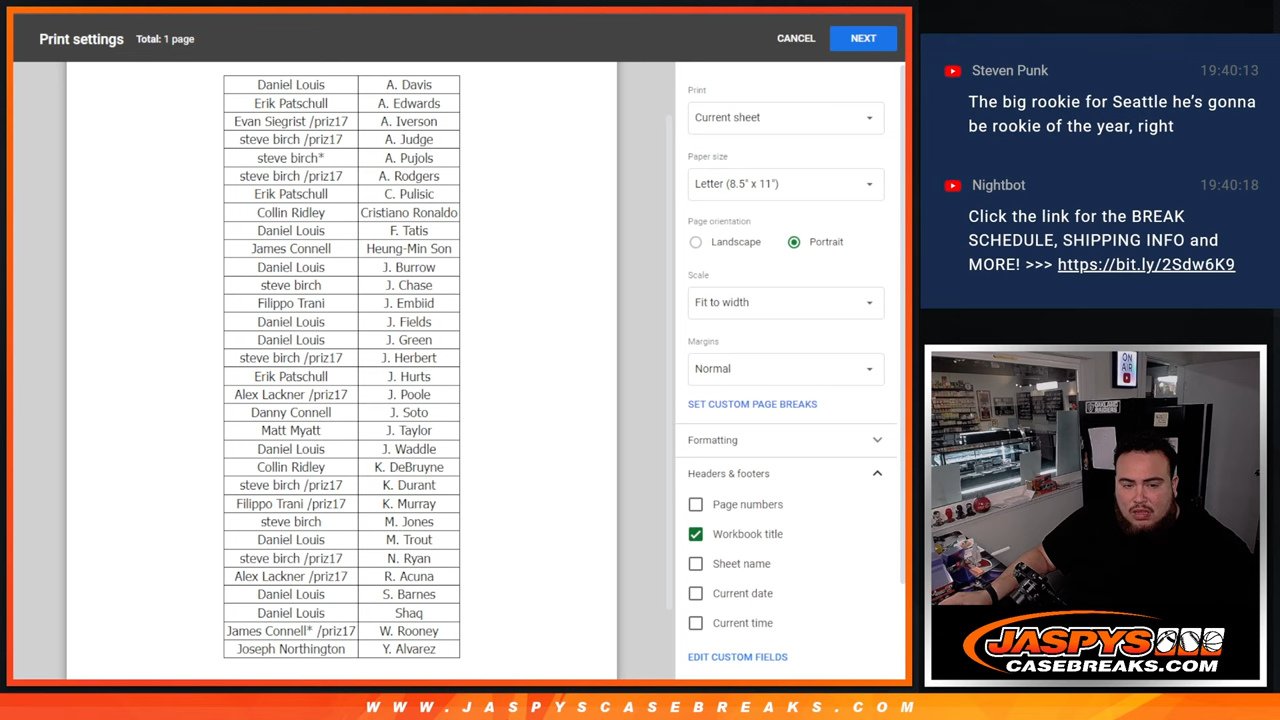 Print settings Total: 1 page CANCEL NEXT
Daniel Louis A. Davis
Erik Patschull A. Edwards
Evan Siegrist /priz17 A. Iverson
steve birch /priz17 A. Judge
steve birch* A. Pujols
steve birch /priz17 A. Rodgers
Erik Patschull C. Pulisic
Collin Ridley Cristiano Ronaldo
Daniel Louis F. Tatis
James Connell Heung-Min Son
Daniel Louis J. Burrow
steve birch J. Chase
Filippo Trani J. Embiid
Daniel Louis J. Fields
Daniel Louis J. Green
steve birch /priz17 J. Herbert
Erik Patschull J. Hurts
Alex Lackner /priz17 J. Poole
Danny Connell J. Soto
Matt Myatt J. Taylor
Daniel Louis J. Waddle
Collin Ridley K. DeBruyne
steve birch /priz17 K. Durant
Filippo Trani /priz17 K. Murray
steve birch M. Jones
Daniel Louis M. Trout
steve birch /priz17 N. Ryan
Alex Lackner /priz17 R. Acuna
Daniel Louis S. Barnes
Daniel Louis Shaq
James Connell* /priz17 W. Rooney
Joseph Northington Y. Alvarez
Print
Current sheet
Paper size
Letter (8.5" x 11")
Page orientation
Landscape Portrait
Scale
Fit to width
Margins
Normal
SET CUSTOM PAGE BREAKS
Formatting
Headers & footers
Page numbers
Workbook title
Sheet name
Current date
Current time
EDIT CUSTOM FIELDS
Steven Punk 19:40:13
The big rookie for Seattle he's gonna
be rookie of the year, right
Nightbot 19:40:18
Click the link for the BREAK
SCHEDULE, SHIPPING INFO and
MORE! >>> https://bit.ly/2Sdw6K9
ON
AIR
OAKLAND
RAIDERS
JASPYS
CASEBREAKS.COM
WWW.JASPYSCASEBREAKS.COM